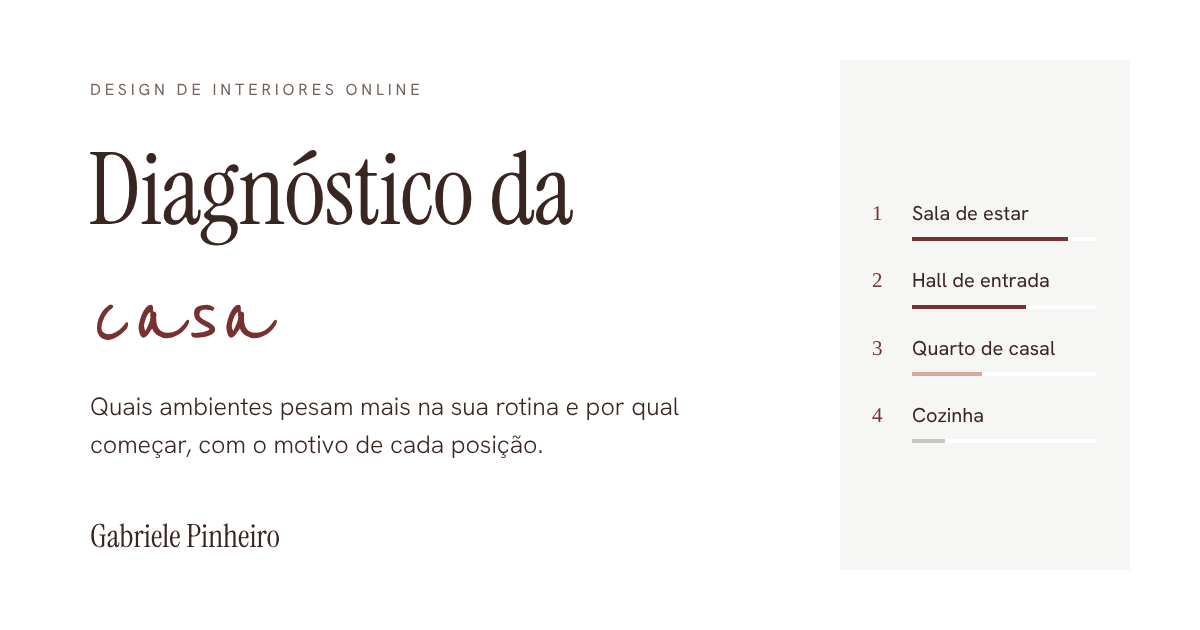 DESIGN DE INTERIORES ONLINE
Diagnóstico da
casa
Quais ambientes pesam mais na sua rotina e por qual
começar, com o motivo de cada posição.
Gabriele Pinheiro
1 Sala de estar
2 Hall de entrada
3 Quarto de casal
4 Cozinha